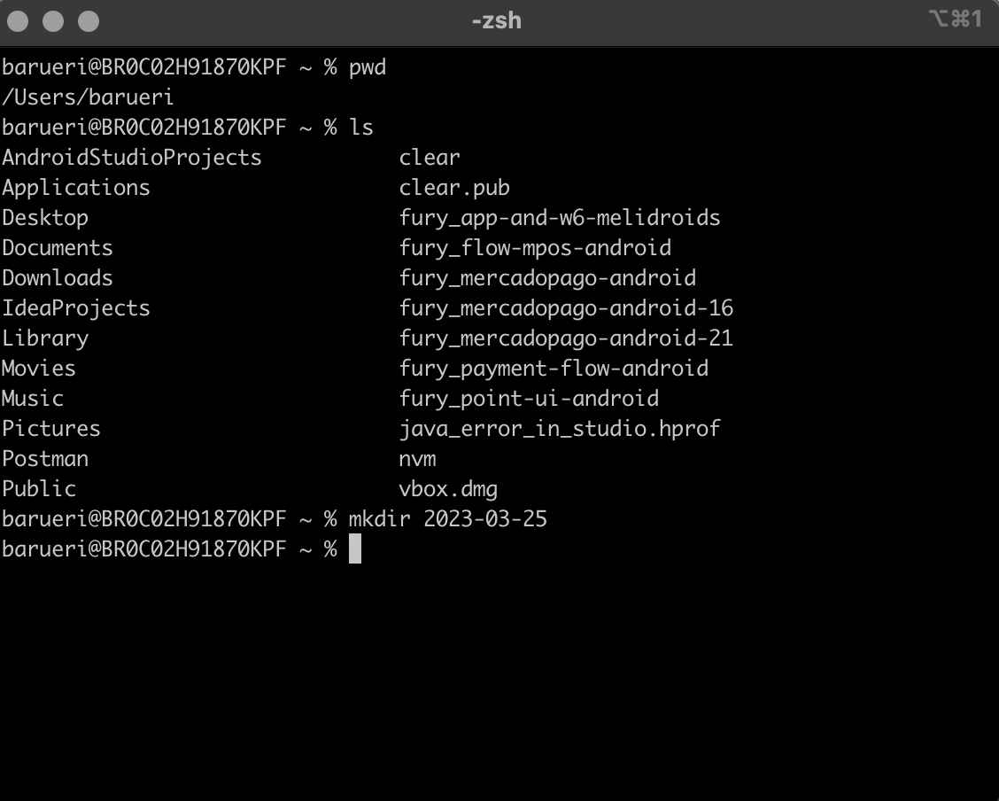 -zsh ⌥⌘1
barueri@BR0C02H91870KPF ~ % pwd
/Users/barueri
barueri@BR0C02H91870KPF ~ % ls
AndroidStudioProjects clear
Applications clear.pub
Desktop fury_app-and-w6-melidroids
Documents fury_flow-mpos-android
Downloads fury_mercadopago-android
IdeaProjects fury_mercadopago-android-16
Library fury_mercadopago-android-21
Movies fury_payment-flow-android
Music fury_point-ui-android
Pictures java_error_in_studio.hprof
Postman nvm
Public vbox.dmg
barueri@BR0C02H91870KPF ~ % mkdir 2023-03-25
barueri@BR0C02H91870KPF ~ %